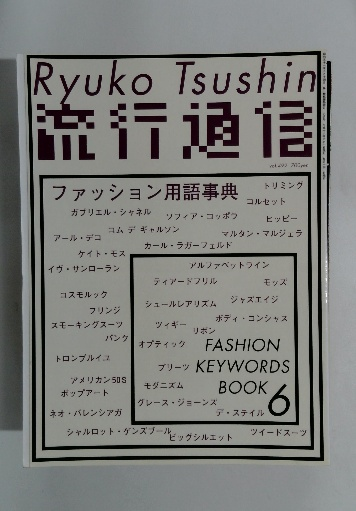 Ryuko Tsushin
流行通信
ファッション用語事典
トリミング
コルセット
ガブリエル・シャネル
ソフィア・コッポラ
ヒッピー
コム デ ギャルソン
アール・デコ
マルタン・マルジェラ
カール・ラガーフェルド
ケイト・モス
イヴ・サンローラン
アルファベットライン
ティアードフリル
モッズ
コスモルック
シュールレアリズム
ジャズエイジ
フリンジ
スモーキングスーツ
ツィギー
ボディ・コンシャス
パンク
リボン
オプティック
FASHION
トロンプルイユ
プリーツ
KEYWORDS
アメリカン50S
モダニズム
BOOK
6
ポップアート
グレース・ジョーンズ
ネオ・バレンシアガ
デ・ステイル
シャルロット・ゲンズブール
ビッグシルエット
ツイードスーツ